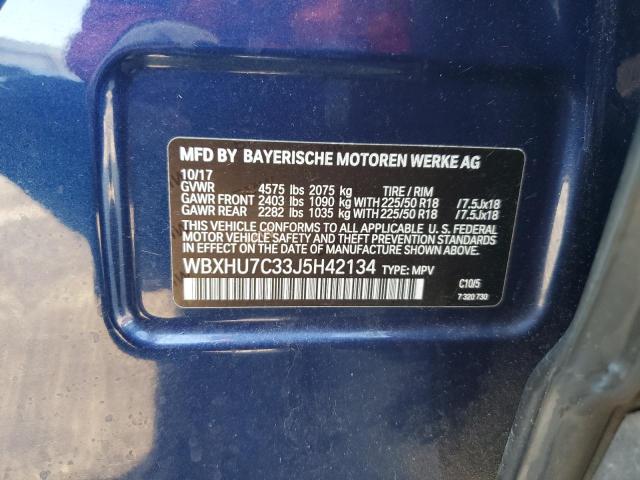 MFD BY BAYERISCHE MOTOREN WERKE AG
10/17
GVWR 4575 lbs 2075 kg TIRE / RIM
GAWR FRONT 2403 lbs 1090 kg WITH 225/50 R18 /7.5Jx18
GAWR REAR 2282 lbs 1035 kg WITH 225/50 R18 /7.5Jx18
THIS VEHICLE CONFORMS TO ALL APPLICABLE U. S. FEDERAL
MOTOR VEHICLE SAFETY STANDARDS IN EFFECT ON THE
DATE OF MANUFACTURE SHOWN ABOVE.
WBXHU7C33J5H42134 TYPE: MPV
C10/5
7 320 730